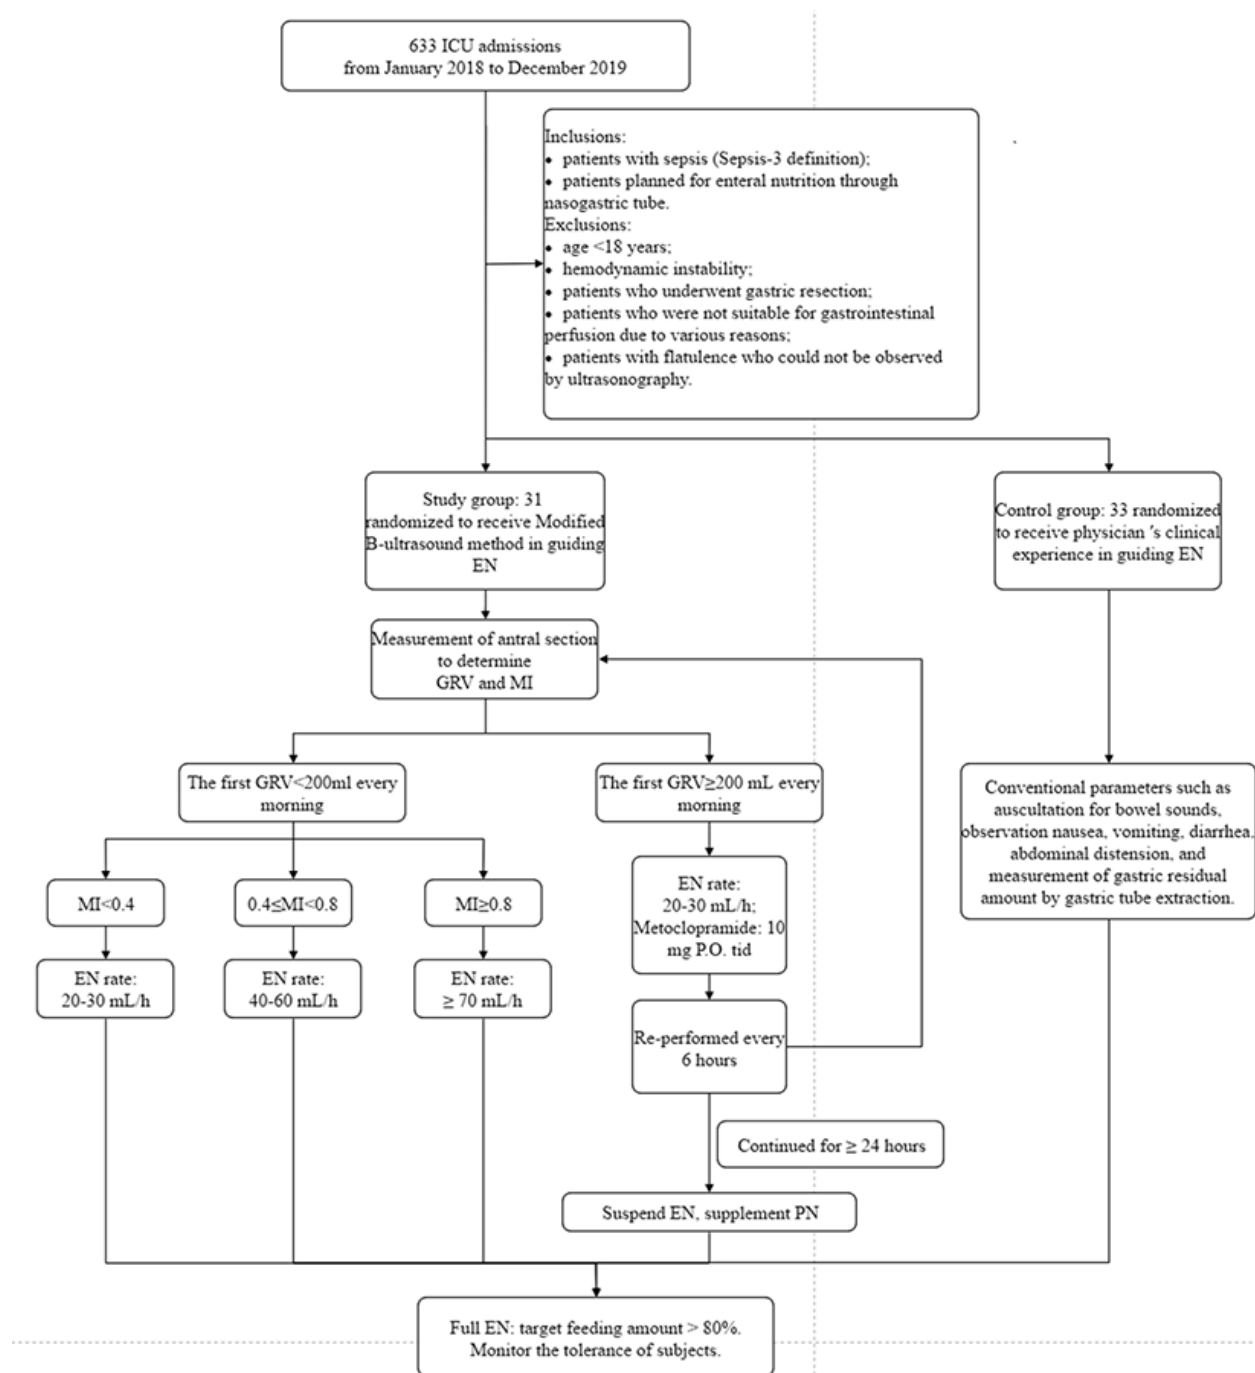 633 ICU admissions
from January 2018 to December 2019
Inclusions:
• patients with sepsis (Sepsis-3 definition);
• patients planned for enteral nutrition through
nasogastric tube.
Exclusions:
• age <18 years;
• hemodynamic instability;
• patients who underwent gastric resection;
• patients who were not suitable for gastrointestinal
perfusion due to various reasons;
• patients with flatulence who could not be observed
by ultrasonography.
Study group: 31
randomized to receive Modified
B-ultrasound method in guiding
EN
Control group: 33 randomized
to receive physician 's clinical
experience in guiding EN
Measurement of antral section
to determine
GRV and MI
The first GRV<200ml every
morning
The first GRV≥200 mL every
morning
Conventional parameters such as
auscultation for bowel sounds,
observation nausea, vomiting, diarrhea,
abdominal distension, and
measurement of gastric residual
amount by gastric tube extraction.
MI<0.4
0.4≤MI<0.8
MI≥0.8
EN rate:
20-30 mL/h;
Metoclopramide: 10
mg P.O. tid
EN rate:
20-30 mL/h
EN rate:
40-60 mL/h
EN rate:
≥ 70 mL/h
Re-performed every
6 hours
Continued for ≥ 24 hours
Suspend EN, supplement PN
Full EN: target feeding amount > 80%.
Monitor the tolerance of subjects.